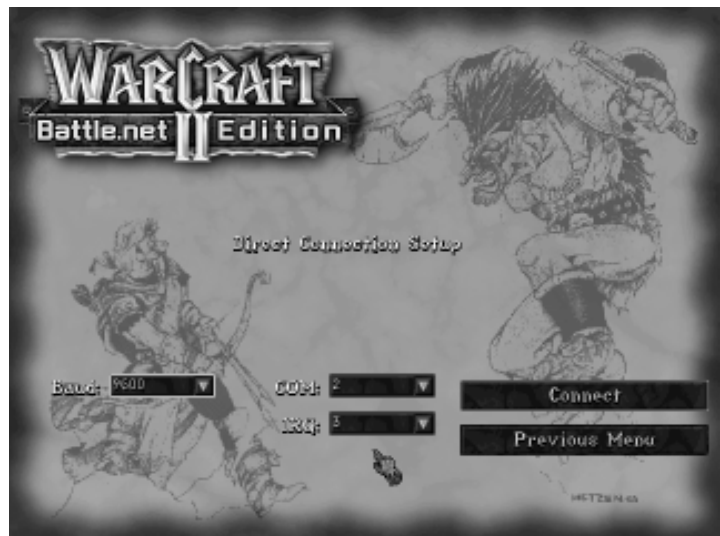 WARCRAFT
II
Battle.net Edition
Direct Connection Setup
Baud: 9600
COM: 2
Connect
IRQ: 3
Previous Menu